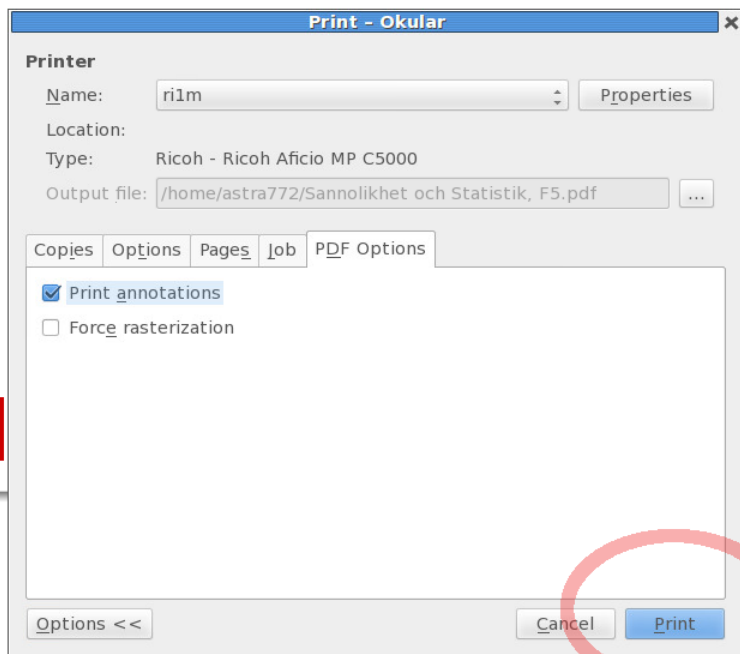 Print – Okular
Printer
Name: ri1m Properties
Location:
Type: Ricoh - Ricoh Aficio MP C5000
Output file: /home/astra772/Sannolikhet och Statistik, F5.pdf ...
Copies Options Pages Job PDF Options
Print annotations
Force rasterization
Options << Cancel Print